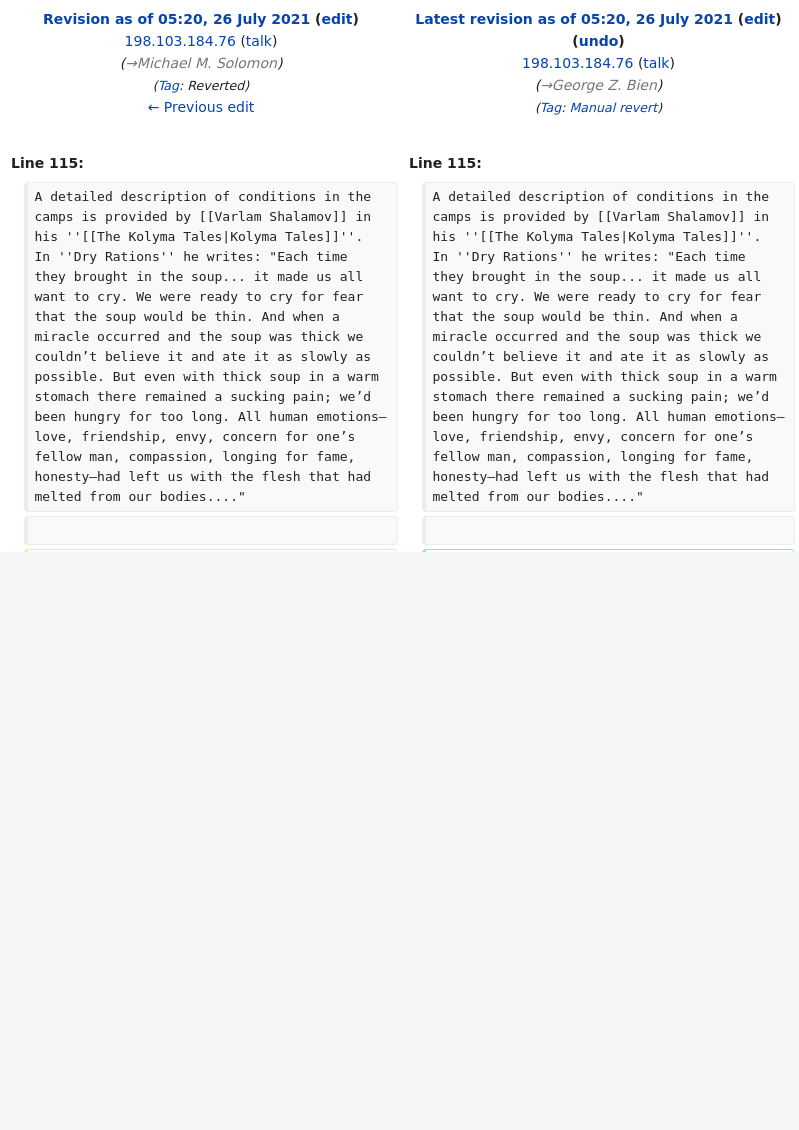 Revision as of 05:20, 26 July 2021 (edit)
198.103.184.76 (talk)
(→Michael M. Solomon)
(Tag: Reverted)
← Previous edit
Latest revision as of 05:20, 26 July 2021 (edit)
(undo)
198.103.184.76 (talk)
(→George Z. Bien)
(Tag: Manual revert)
Line 115:
A detailed description of conditions in the
camps is provided by [[Varlam Shalamov]] in
his ''[[The Kolyma Tales|Kolyma Tales]]''.
In ''Dry Rations'' he writes: "Each time
they brought in the soup... it made us all
want to cry. We were ready to cry for fear
that the soup would be thin. And when a
miracle occurred and the soup was thick we
couldn’t believe it and ate it as slowly as
possible. But even with thick soup in a warm
stomach there remained a sucking pain; we’d
been hungry for too long. All human emotions—
love, friendship, envy, concern for one’s
fellow man, compassion, longing for fame,
honesty—had left us with the flesh that had
melted from our bodies...."
Line 115:
A detailed description of conditions in the
camps is provided by [[Varlam Shalamov]] in
his ''[[The Kolyma Tales|Kolyma Tales]]''.
In ''Dry Rations'' he writes: "Each time
they brought in the soup... it made us all
want to cry. We were ready to cry for fear
that the soup would be thin. And when a
miracle occurred and the soup was thick we
couldn’t believe it and ate it as slowly as
possible. But even with thick soup in a warm
stomach there remained a sucking pain; we’d
been hungry for too long. All human emotions—
love, friendship, envy, concern for one’s
fellow man, compassion, longing for fame,
honesty—had left us with the flesh that had
melted from our bodies...."